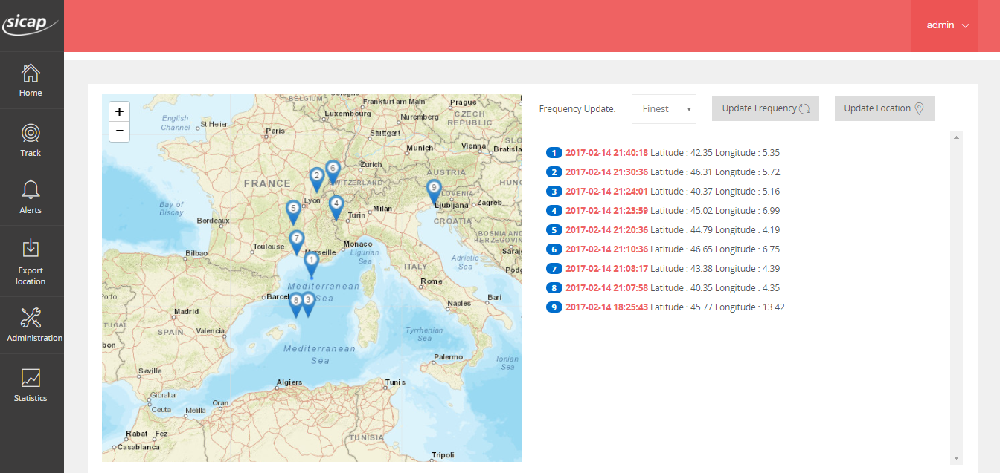 sicap
admin
Home
Track
Alerts
Export
location
Administration
Statistics
+
−
BELGIUM
Frankfurt am Main
Prague
English
Channel
St Helier
Luxembourg
Nuremberg
CZECH
REPUBLIC
Paris
Stuttgart
Munich
Vienna
Bratisla
SLO
Zurich
FRANCE
SWITZERLAND
AUSTRIA
HUNG
2
6
9
Lyon
4
5
Milan
SLOVENIA
Ljubljana
Zagreb
Bay of
Biscay
Bordeaux
Turin
CROATIA
7
Toulouse
Monaco
BOSNIA AND
HERZEGOVIN
Bilbao
Marseille
Ligurian
Sea
1
Saraje
ITALY
Adriatic
Sea
Podg
Mediterranean
Sea
Rome
Porto
Barcel
8
3
Bari
Naples
Madrid
TUGAL
SPAIN
Valencia
Tyrrhenian
Sea
bon
Mediterranean
Sea
Palermo
Ionian
Sea
Seville
Algiers
Tunis
Gibraltar
Ceuta
Melilla
Oran
Rabat
Fez
Casablanca
TUNISIA
Tripoli
Frequency Update:
Finest
Update Frequency
Update Location
1 2017-02-14 21:40:18 Latitude : 42.35 Longitude : 5.35
2 2017-02-14 21:30:36 Latitude : 46.31 Longitude : 5.72
3 2017-02-14 21:24:01 Latitude : 40.37 Longitude : 5.16
4 2017-02-14 21:23:59 Latitude : 45.02 Longitude : 6.99
5 2017-02-14 21:20:36 Latitude : 44.79 Longitude : 4.19
6 2017-02-14 21:10:36 Latitude : 46.65 Longitude : 6.75
7 2017-02-14 21:08:17 Latitude : 43.38 Longitude : 4.39
8 2017-02-14 21:07:58 Latitude : 40.35 Longitude : 4.35
9 2017-02-14 18:25:43 Latitude : 45.77 Longitude : 13.42